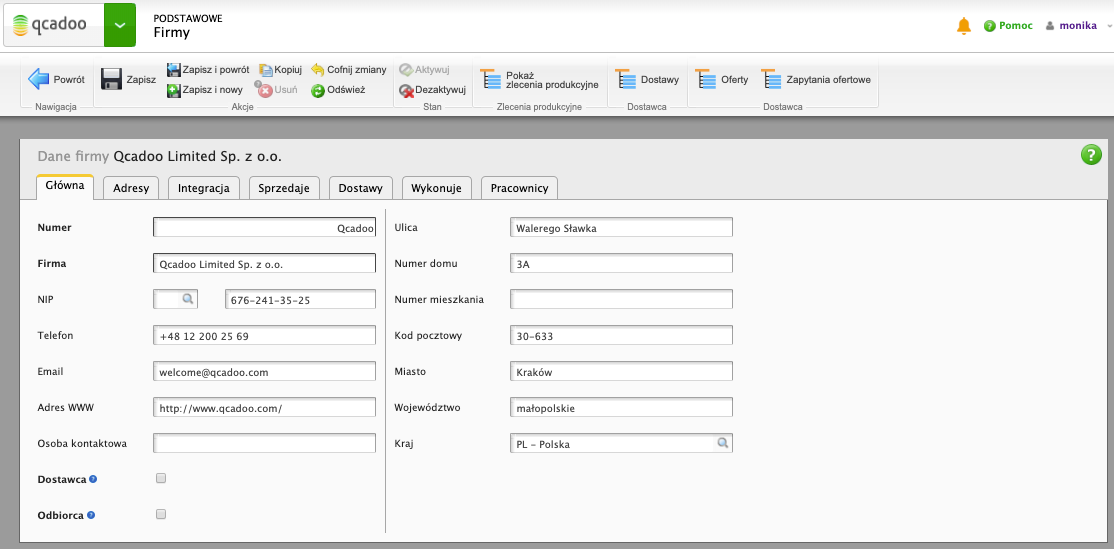 qcadoo
PODSTAWOWE
Firmy
Pomoc
monika
Powrót
Nawigacja
Zapisz
Zapisz i powrót
Kopiuj
Cofnij zmiany
Zapisz i nowy
Usuń
Odśwież
Akcje
Aktywuj
Dezaktywuj
Stan
Pokaż
zlecenia produkcyjne
Zlecenia produkcyjne
Dostawy
Dostawca
Oferty
Zapytania ofertowe
Dostawca
Dane firmy Qcadoo Limited Sp. z o.o.
Główna
Adresy
Integracja
Sprzedaje
Dostawy
Wykonuje
Pracownicy
Numer
Qcadoo
Firma
Qcadoo Limited Sp. z o.o.
NIP
676-241-35-25
Telefon
+48 12 200 25 69
Email
welcome@qcadoo.com
Adres WWW
http://www.qcadoo.com/
Osoba kontaktowa
Dostawca
Odbiorca
Ulica
Walerego Sławka
Numer domu
3A
Numer mieszkania
Kod pocztowy
30-633
Miasto
Kraków
Województwo
małopolskie
Kraj
PL - Polska